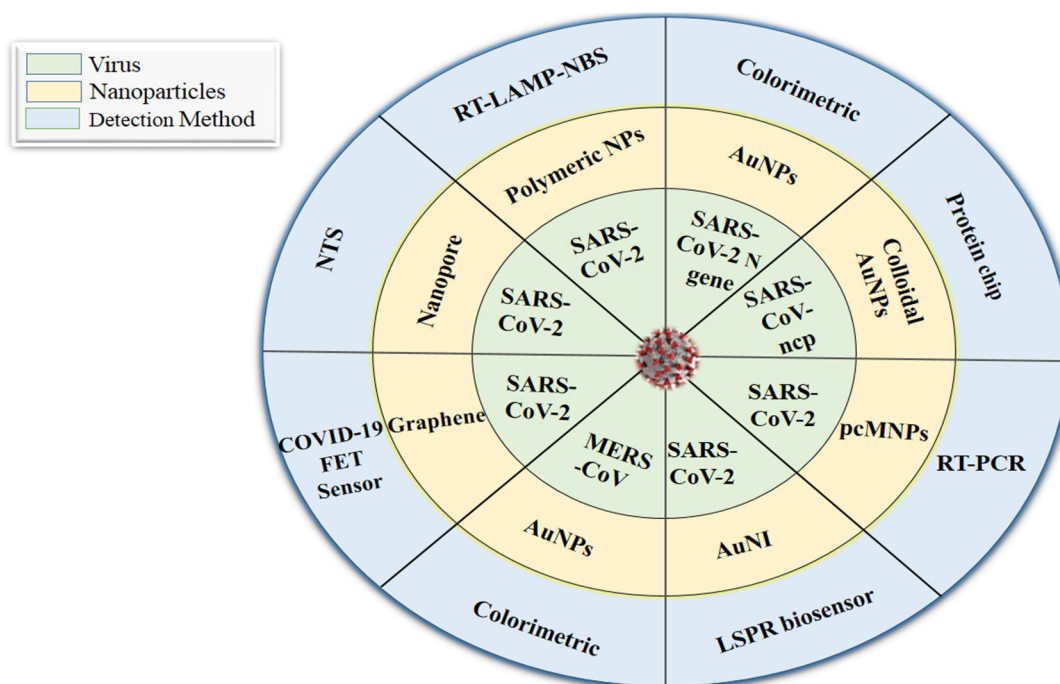 Virus
Nanoparticles
Detection Method
RT-LAMP-NBS
Colorimetric
Protein chip
RT-PCR
LSPR biosensor
Colorimetric
COVID-19
FET
Sensor
NTS
Polymeric NPs
AuNPs
Colloidal
AuNPs
pcMNPs
AuNI
AuNPs
Graphene
Nanopore
SARS-
CoV-2
SARS-
CoV-2 N
gene
SARS-
CoV-
ncp
SARS-
CoV-2
SARS-
CoV-2
MERS
-CoV
SARS-
CoV-2
SARS-
CoV-2